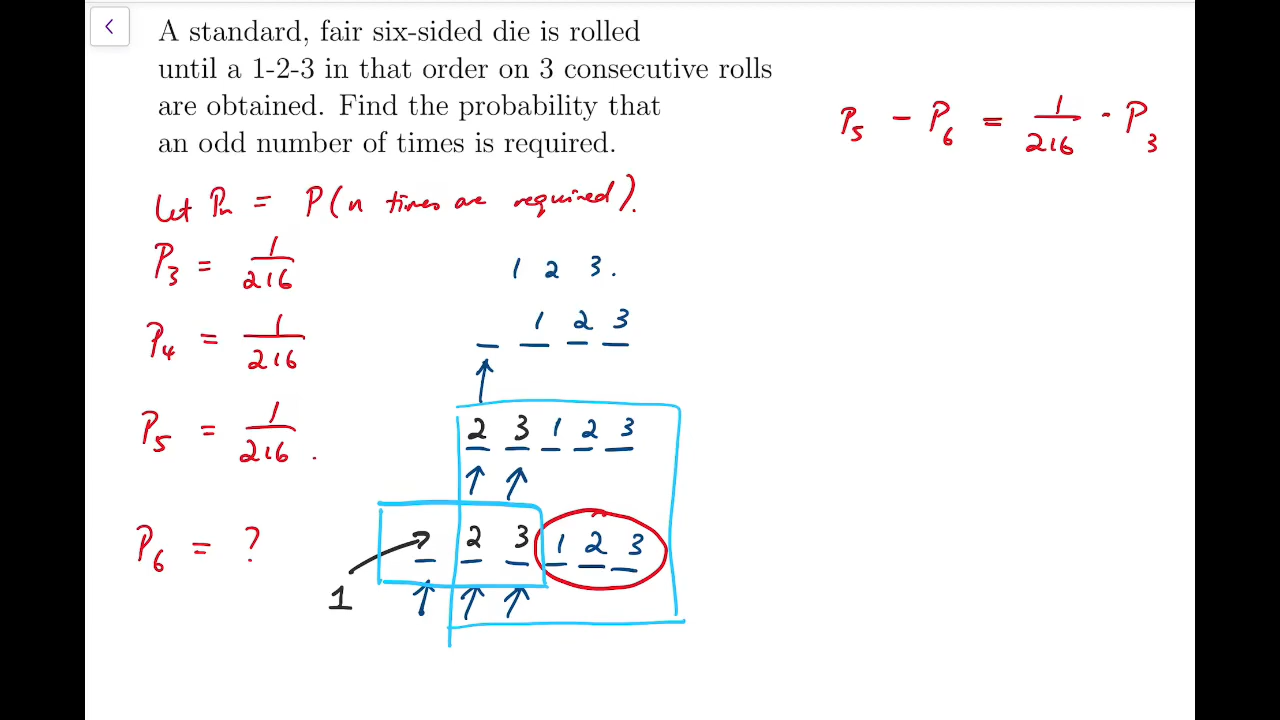 A standard, fair six-sided die is rolled
until a 1-2-3 in that order on 3 consecutive rolls
are obtained. Find the probability that
an odd number of times is required.
P₅ - P₆ = 1/216 · P₃
Let Pₙ = P(n times are required).
P₃ = 1/216
1 2 3.
P₄ = 1/216
_ 1 2 3
P₅ = 1/216.
2 3 1 2 3
P₆ = ?
? 2 3 1 2 3
1